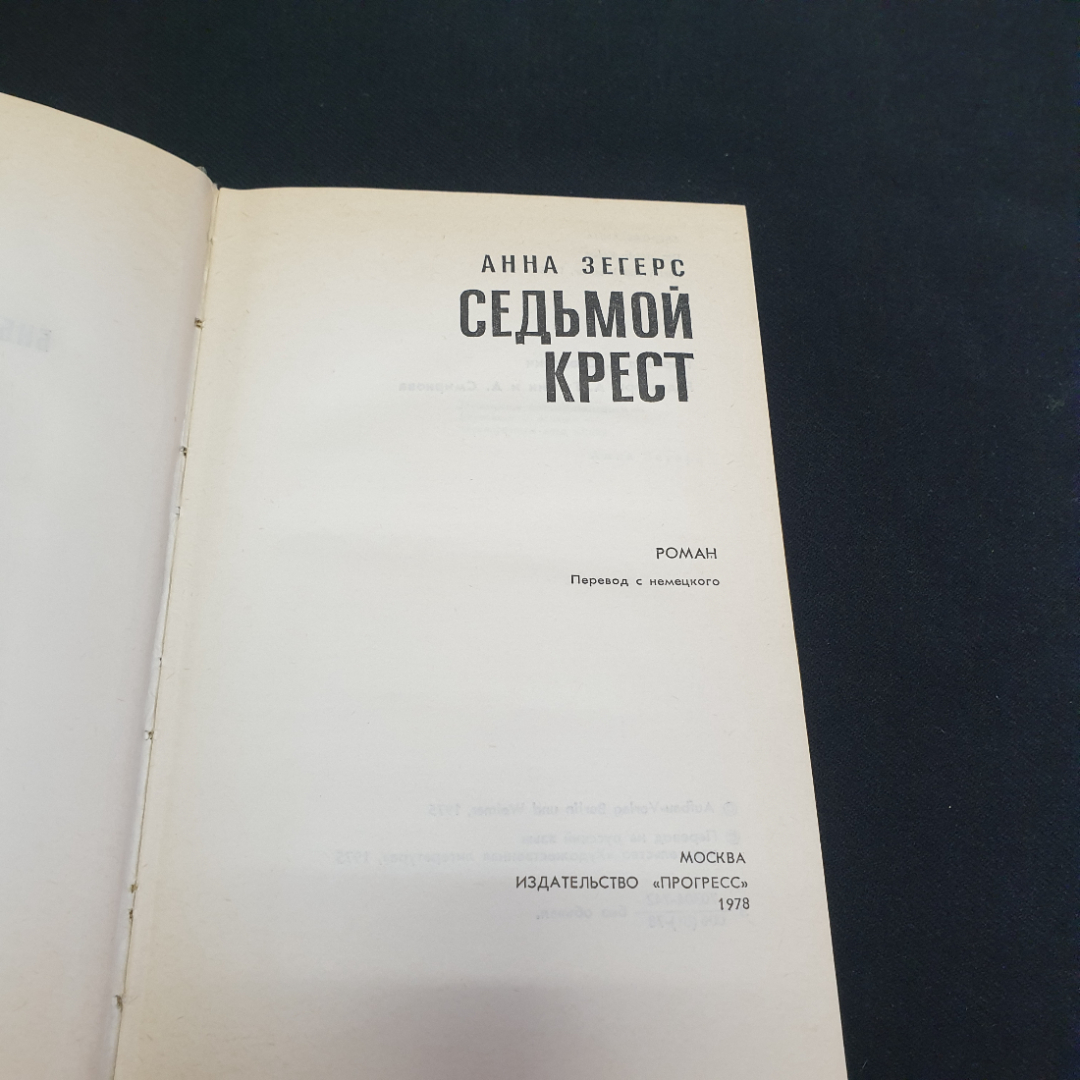 АННА ЗЕГЕРС
СЕДЬМОЙ
КРЕСТ
РОМАН
Перевод с немецкого
МОСКВА
ИЗДАТЕЛЬСТВО «ПРОГРЕСС»
1978